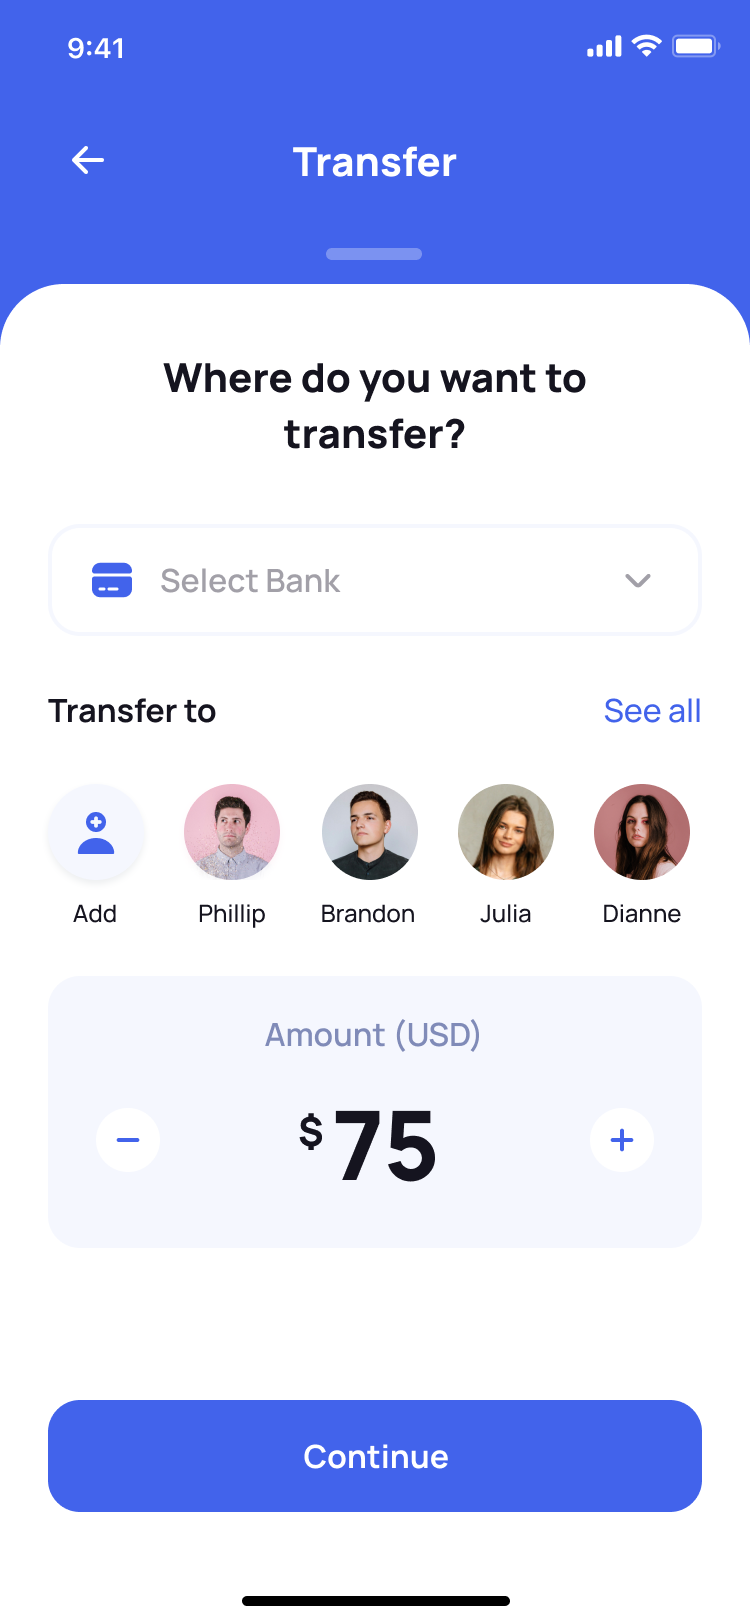 9:41
Transfer
Where do you want to
transfer?
Select Bank
Transfer to
See all
Add
Phillip
Brandon
Julia
Dianne
Amount (USD)
$75
Continue